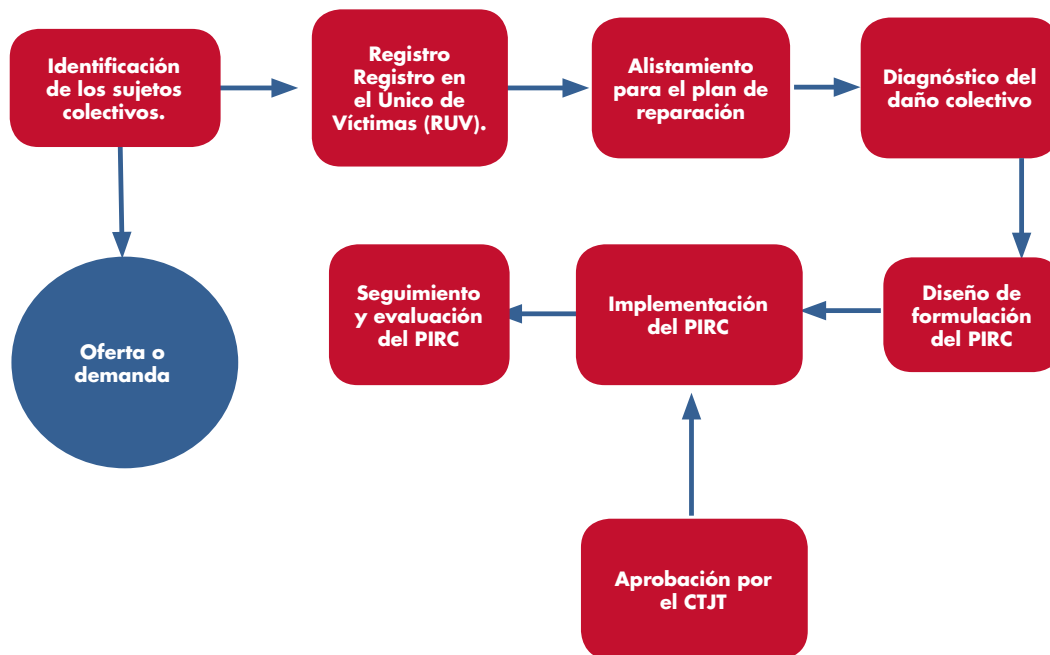 Identificación
de los sujetos
colectivos.
Registro
Registro en
el Único de
Víctimas (RUV).
Alistamiento
para el plan de
reparación
Diagnóstico del
daño colectivo
Oferta o
demanda
Seguimiento
y evaluación
del PIRC
Implementación
del PIRC
Diseño de
formulación
del PIRC
Aprobación por
el CTJT